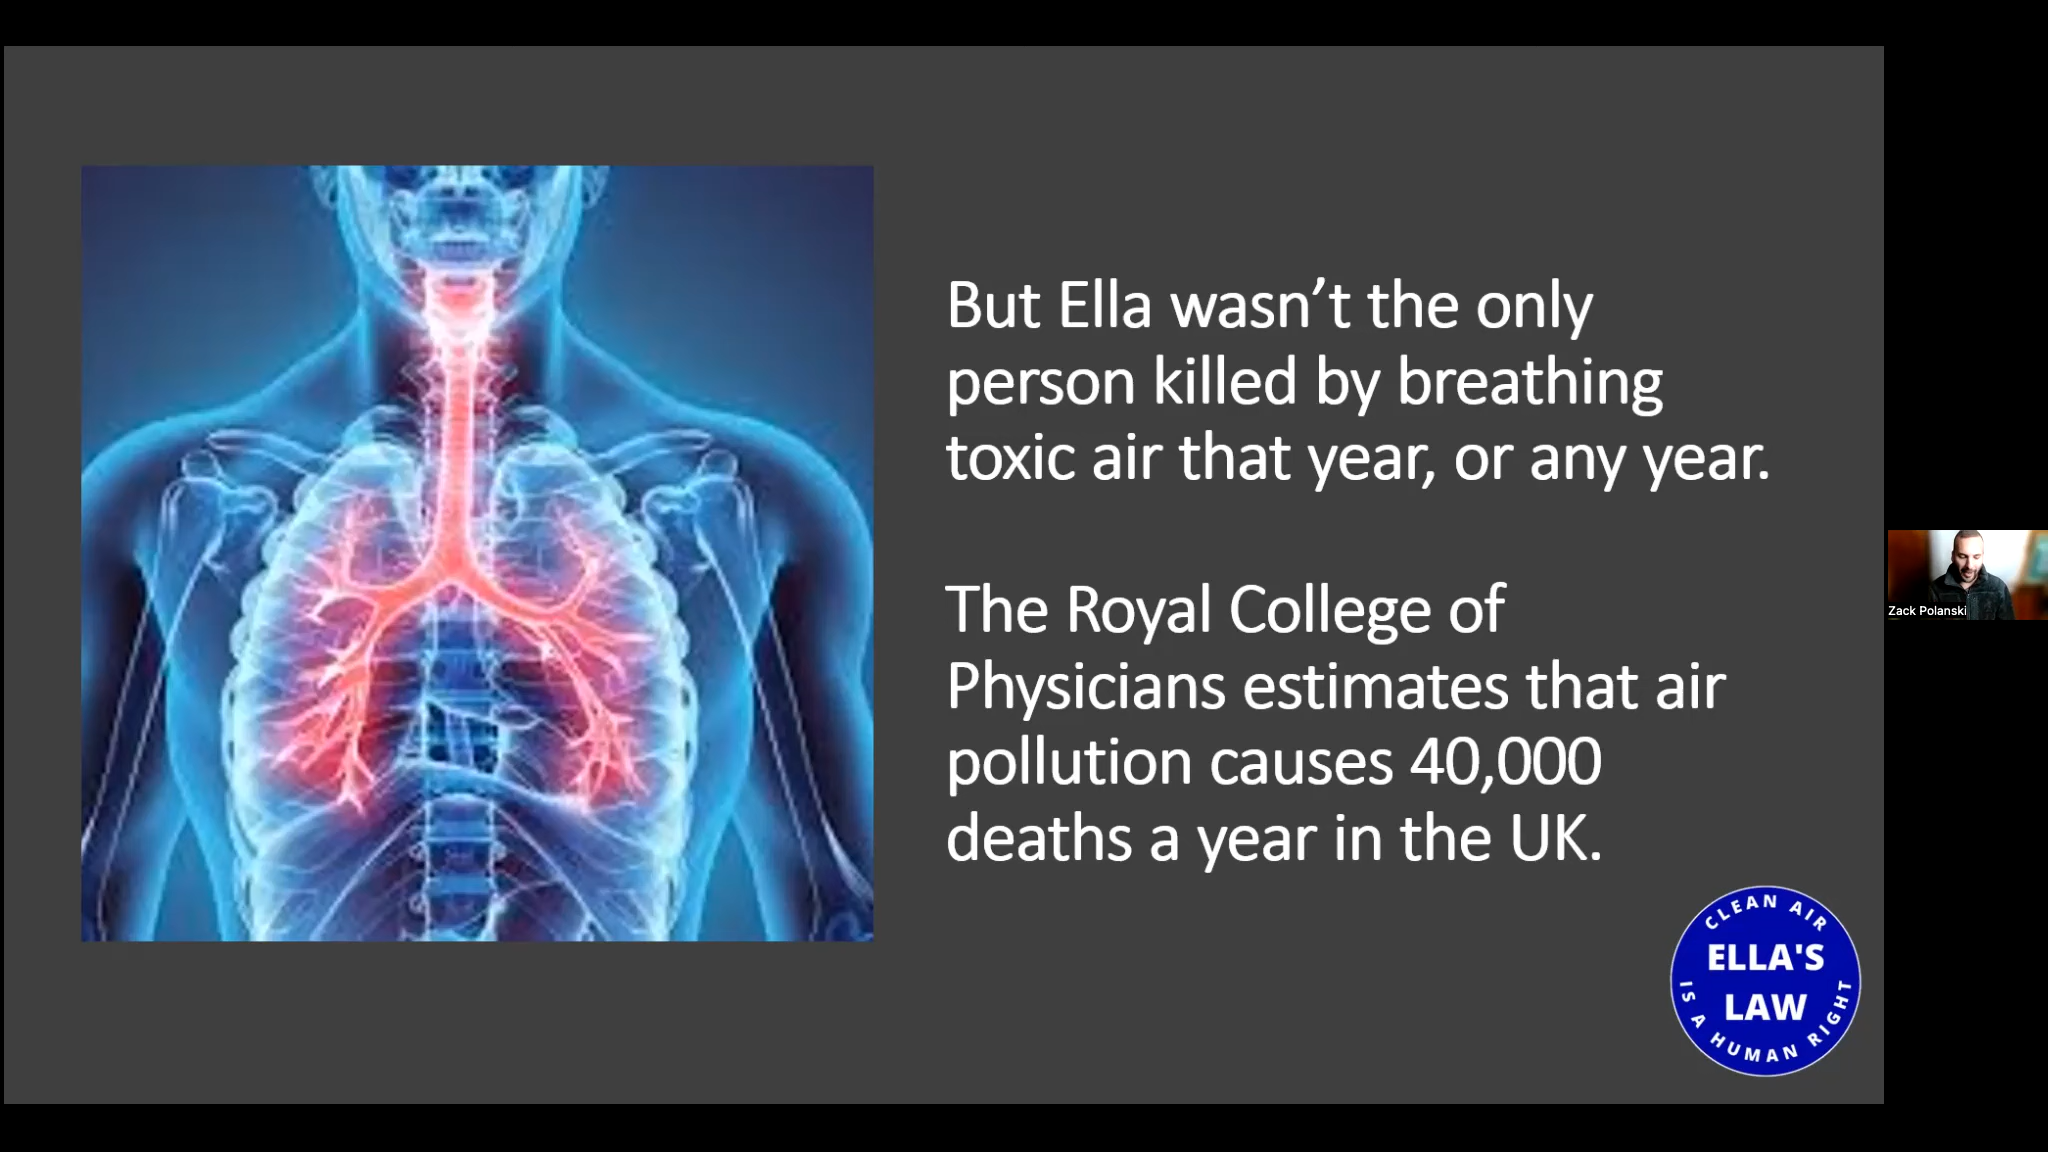 But Ella wasn’t the only
person killed by breathing
toxic air that year, or any year.
The Royal College of
Physicians estimates that air
pollution causes 40,000
deaths a year in the UK.
Zack Polanski
CLEAN AIR
ELLA'S
LAW
IS A HUMAN RIGHT